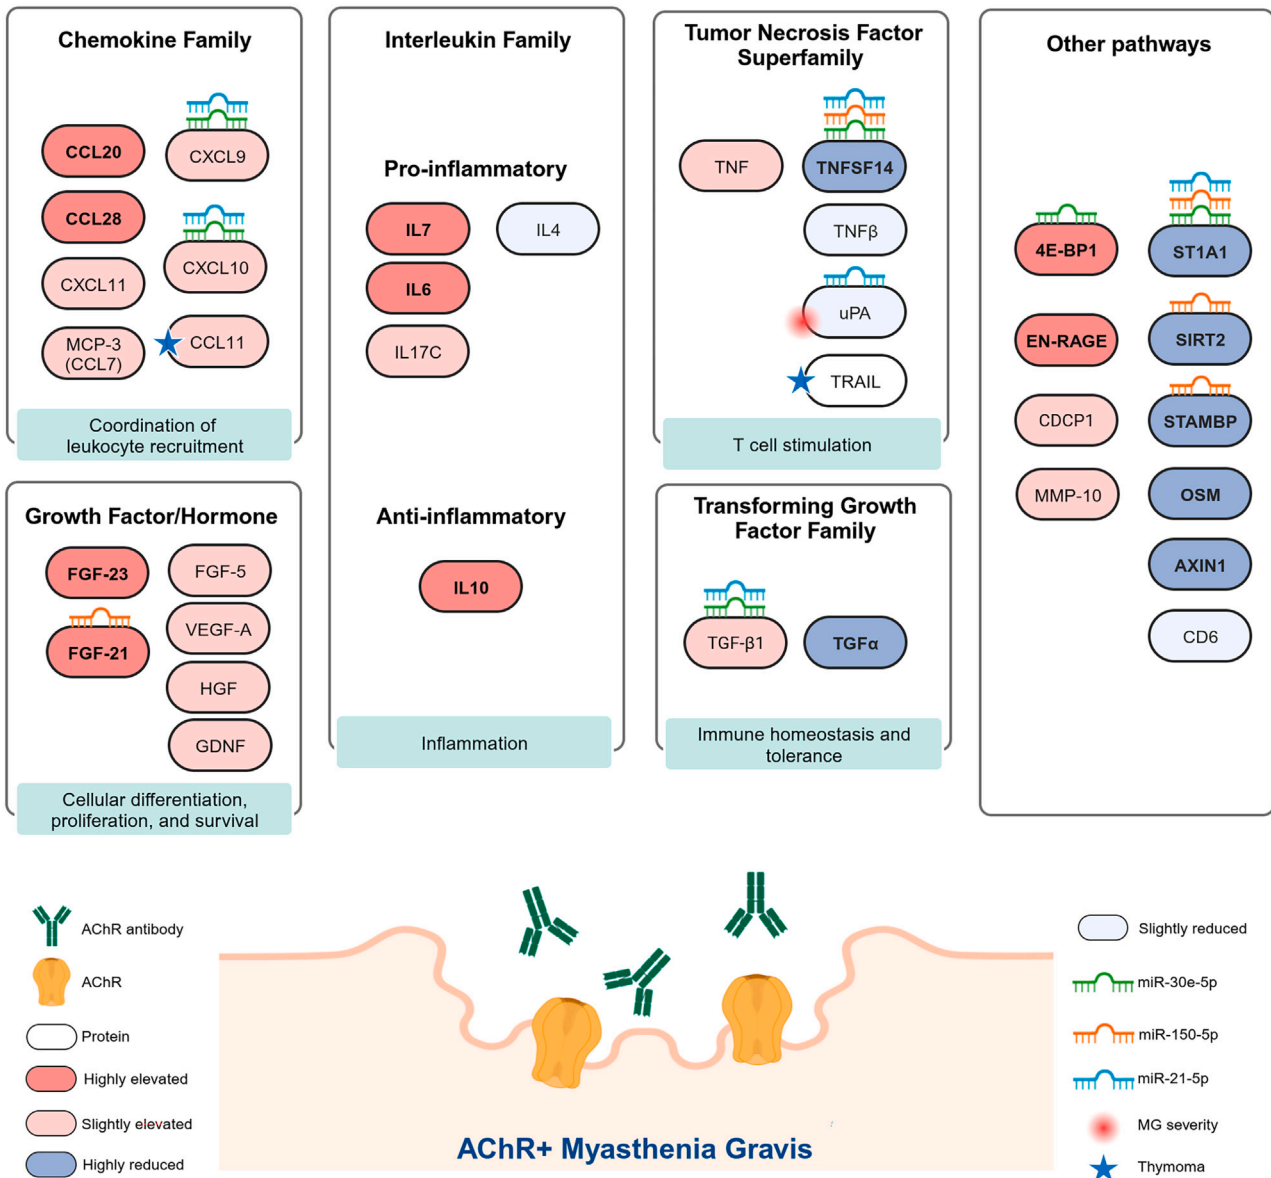 Chemokine Family
CCL20
CXCL9
CCL28
CXCL10
CXCL11
MCP-3
(CCL7)
CCL11
Coordination of
leukocyte recruitment
Growth Factor/Hormone
FGF-23
FGF-5
VEGF-A
FGF-21
HGF
GDNF
Cellular differentiation,
proliferation, and survival
Interleukin Family
Pro-inflammatory
IL7
IL4
IL6
IL17C
Anti-inflammatory
IL10
Inflammation
Tumor Necrosis Factor
Superfamily
TNF
TNFSF14
TNFβ
uPA
TRAIL
T cell stimulation
Transforming Growth
Factor Family
TGF-β1
TGFα
Immune homeostasis and
tolerance
Other pathways
4E-BP1
ST1A1
EN-RAGE
SIRT2
CDCP1
STAMBP
MMP-10
OSM
AXIN1
CD6
AChR antibody
AChR
Protein
Highly elevated
Slightly elevated
Highly reduced
AChR+ Myasthenia Gravis
Slightly reduced
miR-30e-5p
miR-150-5p
miR-21-5p
MG severity
Thymoma